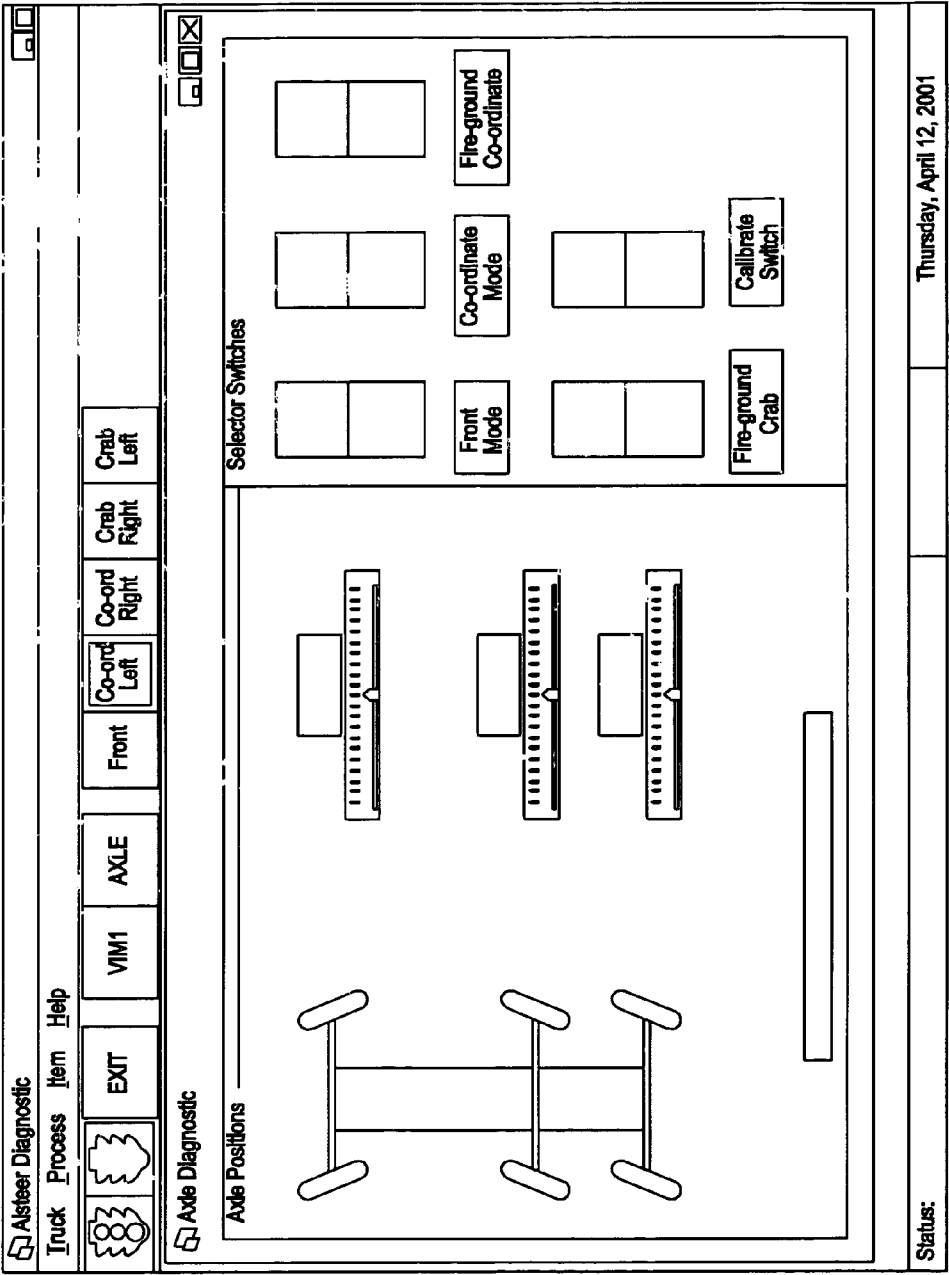 Alsteer Diagnostic
Truck Process Item Help
EXIT VIM1 AXLE Front Co-ord Left Co-ord Right Crab Right Crab Left
Axle Diagnostic
Axle Positions
Selector Switches
Front
Mode
Co-ordinate
Mode
Fire-ground
Co-ordinate
Fire-ground
Crab
Calibrate
Switch
Status:
Thursday, April 12, 2001